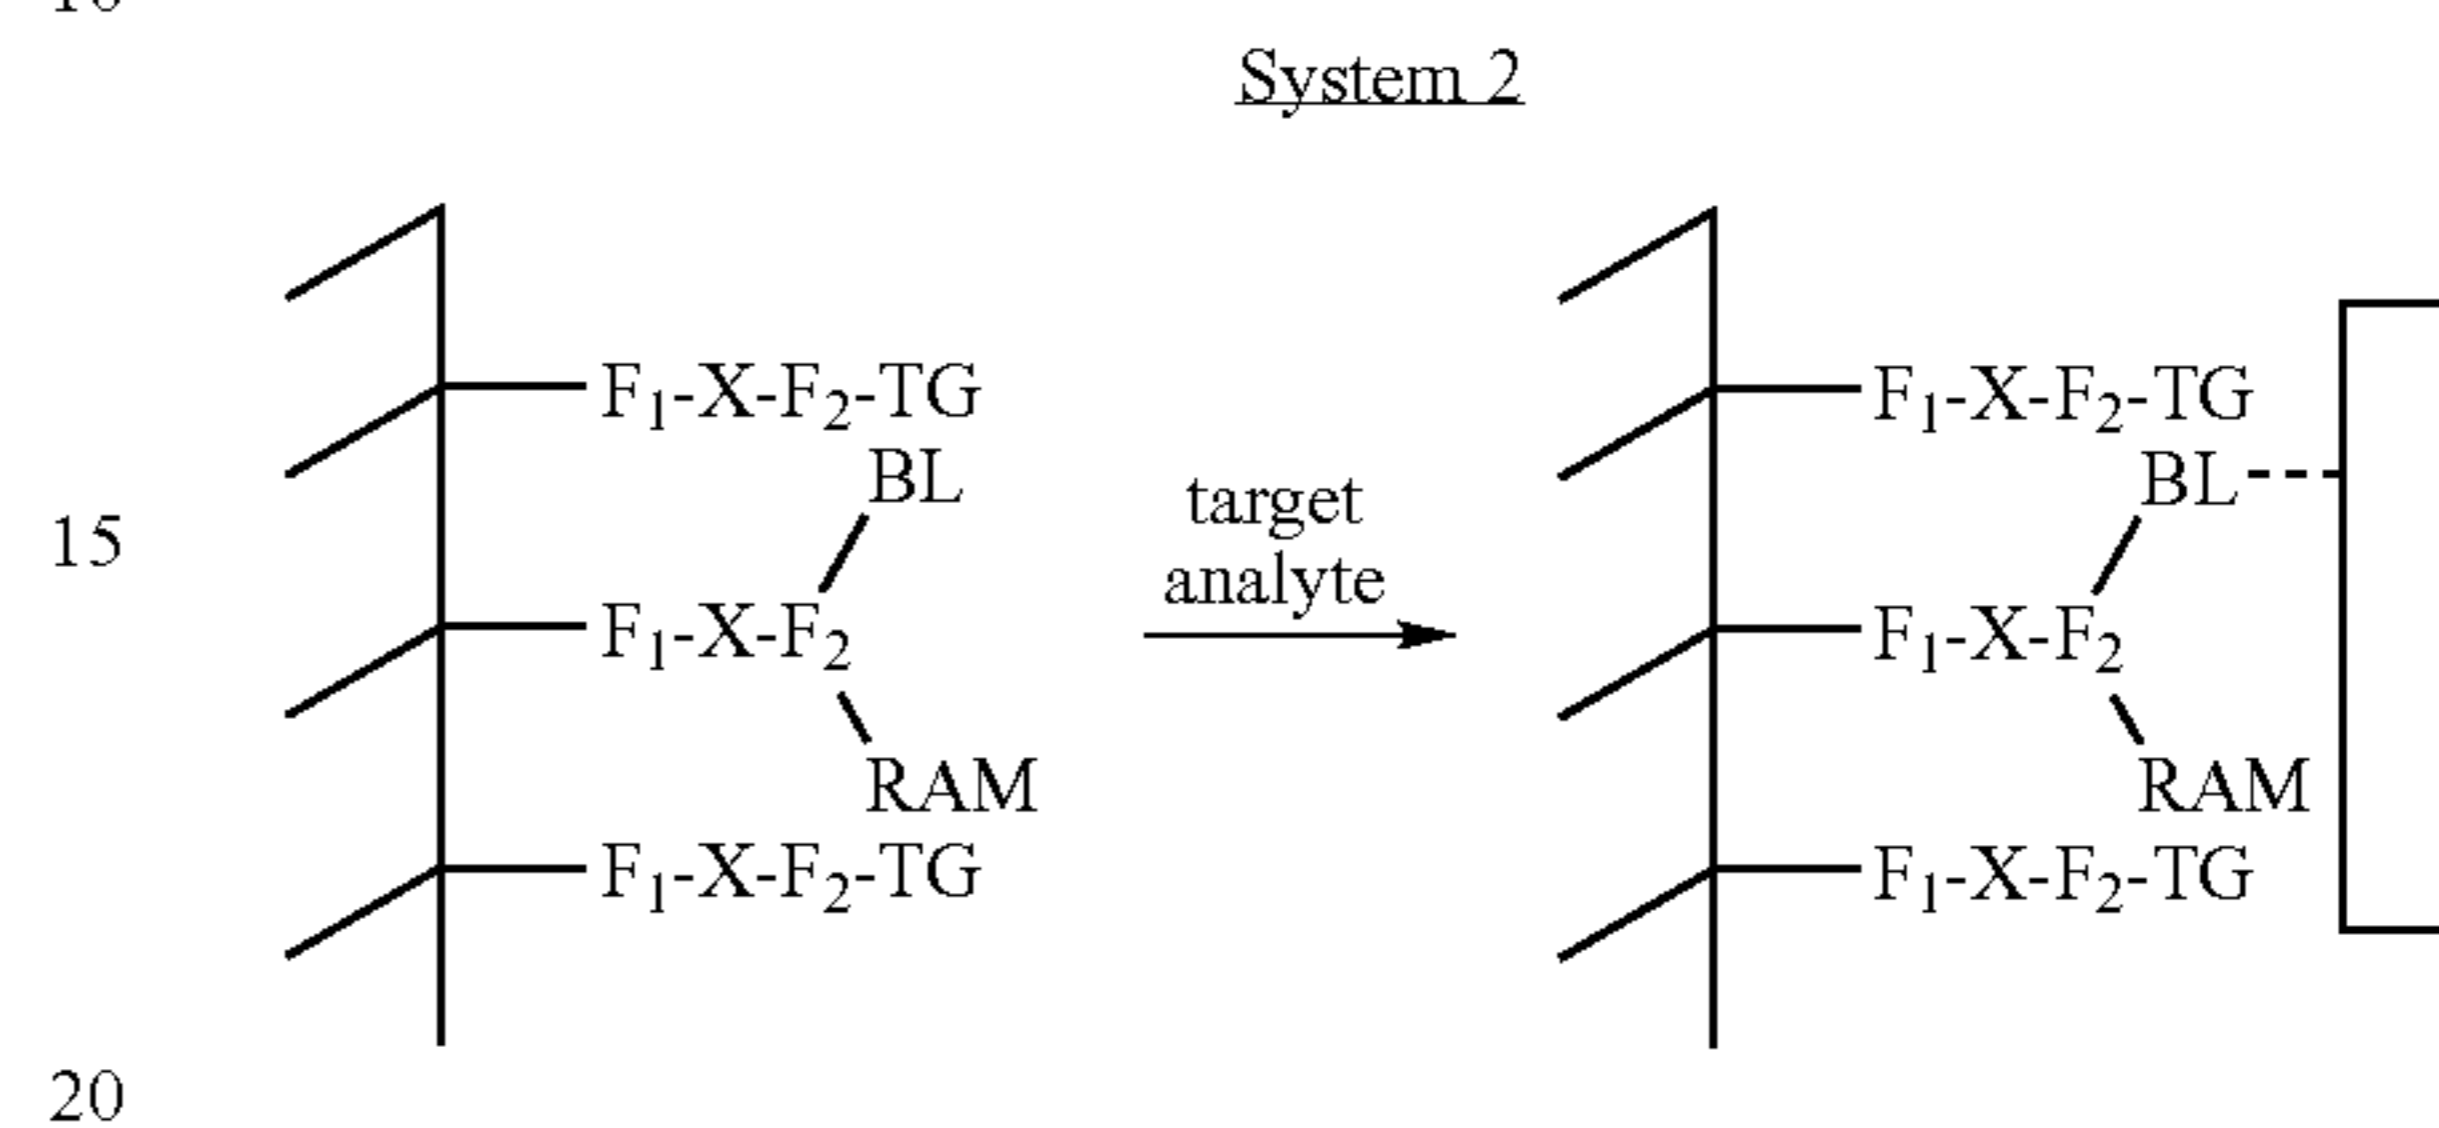 System 2
F₁-X-F₂-TG
BL
F₁-X-F₂
RAM
F₁-X-F₂-TG
target
analyte
F₁-X-F₂-TG
BL
F₁-X-F₂
RAM
F₁-X-F₂-TG
15
20